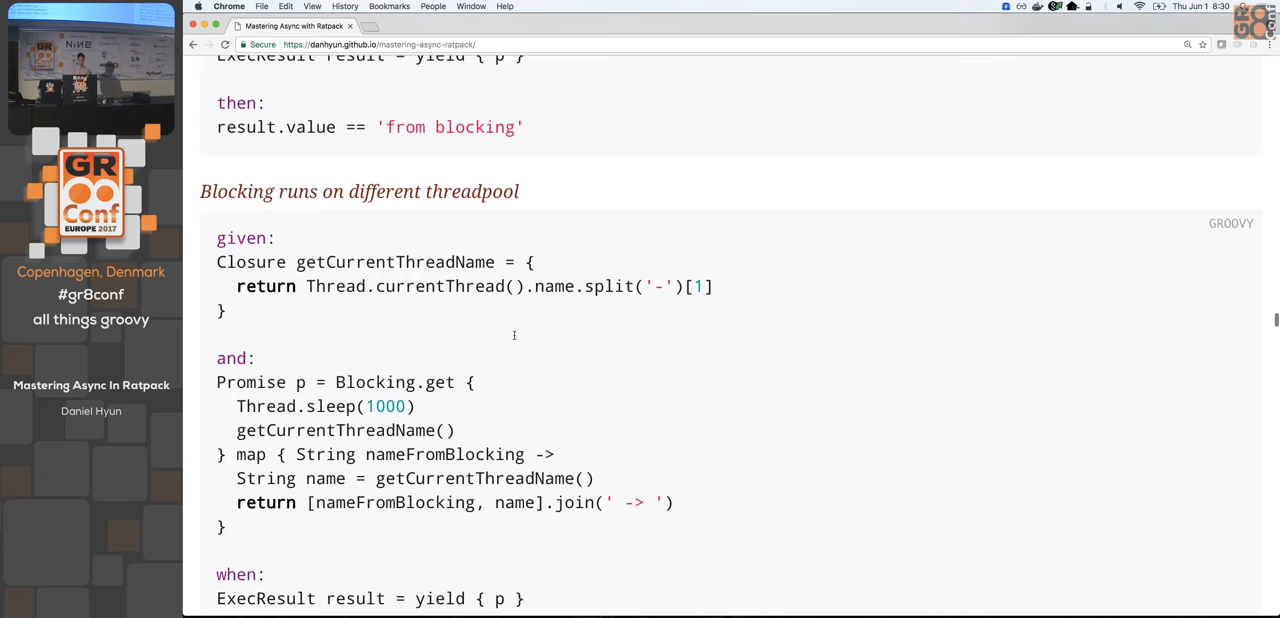 Chrome File Edit View History Bookmarks People Window Help
Thu Jun 1 8:30
Mastering Async with Ratpack
Secure https://danhyun.github.io/mastering-async-ratpack/
ExecResult result = yield { p }
then:
result.value == 'from blocking'
Blocking runs on different threadpool
GROOVY
given:
Closure getCurrentThreadName = {
return Thread.currentThread().name.split('-')[1]
}
and:
Promise p = Blocking.get {
Thread.sleep(1000)
getCurrentThreadName()
} map { String nameFromBlocking ->
String name = getCurrentThreadName()
return [nameFromBlocking, name].join(' -> ')
}
when:
ExecResult result = yield { p }
GR
Conf
EUROPE 2017
Copenhagen, Denmark
#gr8conf
all things groovy
Mastering Async In Ratpack
Daniel Hyun